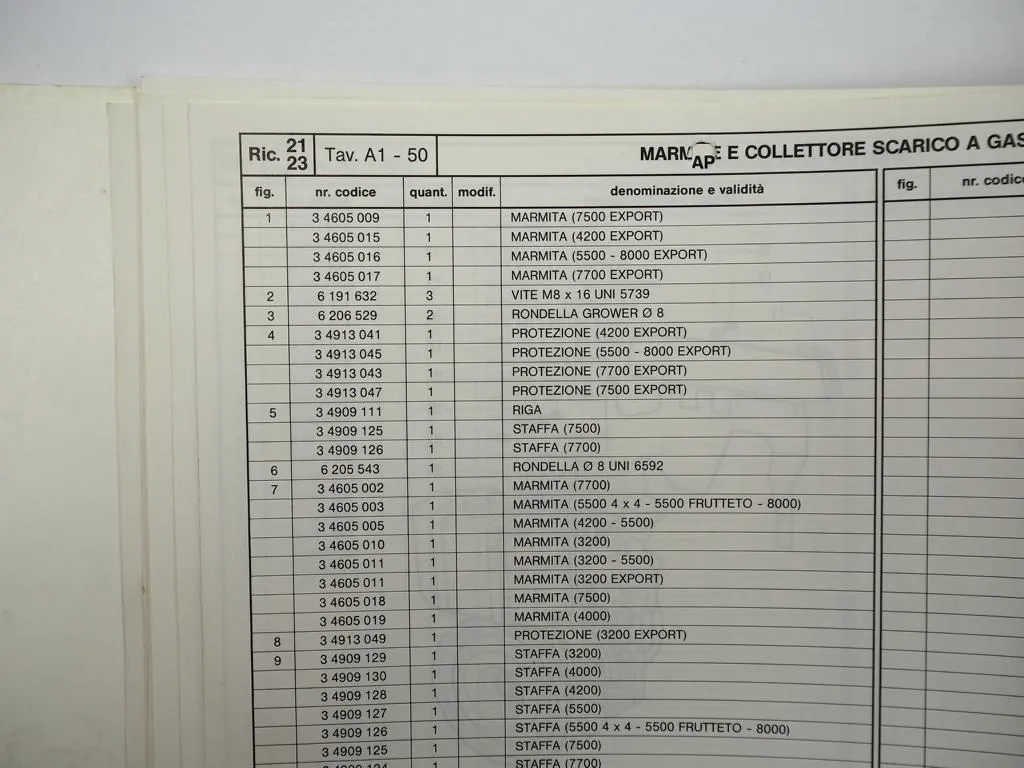 Ric. 21 23 Tav. A1 - 50 E COLLETTORE SCARICO A GAS
AP
fig. nr. codice quant. modif. denominazione e validità fig. nr. codice
1 3 4605 009 1 MARMITA (7500 EXPORT)
3 4605 015 1 MARMITA (4200 EXPORT)
3 4605 016 1 MARMITA (5500 - 8000 EXPORT)
3 4605 017 1 MARMITA (7700 EXPORT)
2 6 191 632 3 VITE M8 x 16 UNI 5739
3 6 206 529 2 RONDELLA GROWER Ø 8
4 3 4913 041 1 PROTEZIONE (4200 EXPORT)
3 4913 045 1 PROTEZIONE (5500 - 8000 EXPORT)
3 4913 043 1 PROTEZIONE (7700 EXPORT)
3 4913 047 1 PROTEZIONE (7500 EXPORT)
5 3 4909 111 1 RIGA
3 4909 125 1 STAFFA (7500)
3 4909 126 1 STAFFA (7700)
6 6 205 543 1 RONDELLA Ø 8 UNI 6592
7 3 4605 002 1 MARMITA (7700)
3 4605 003 1 MARMITA (5500 4 x 4 - 5500 FRUTTETO - 8000)
3 4605 005 1 MARMITA (4200 - 5500)
3 4605 010 1 MARMITA (3200)
3 4605 011 1 MARMITA (3200 - 5500)
3 4605 011 1 MARMITA (3200 EXPORT)
3 4605 018 1 MARMITA (7500)
3 4605 019 1 MARMITA (4000)
8 3 4913 049 1 PROTEZIONE (3200 EXPORT)
9 3 4909 129 1 STAFFA (3200)
3 4909 130 1 STAFFA (4000)
3 4909 128 1 STAFFA (4200)
3 4909 127 1 STAFFA (5500)
3 4909 126 1 STAFFA (5500 4 x 4 - 5500 FRUTTETO - 8000)
3 4909 125 1 STAFFA (7500)
1 STAFFA (7700)